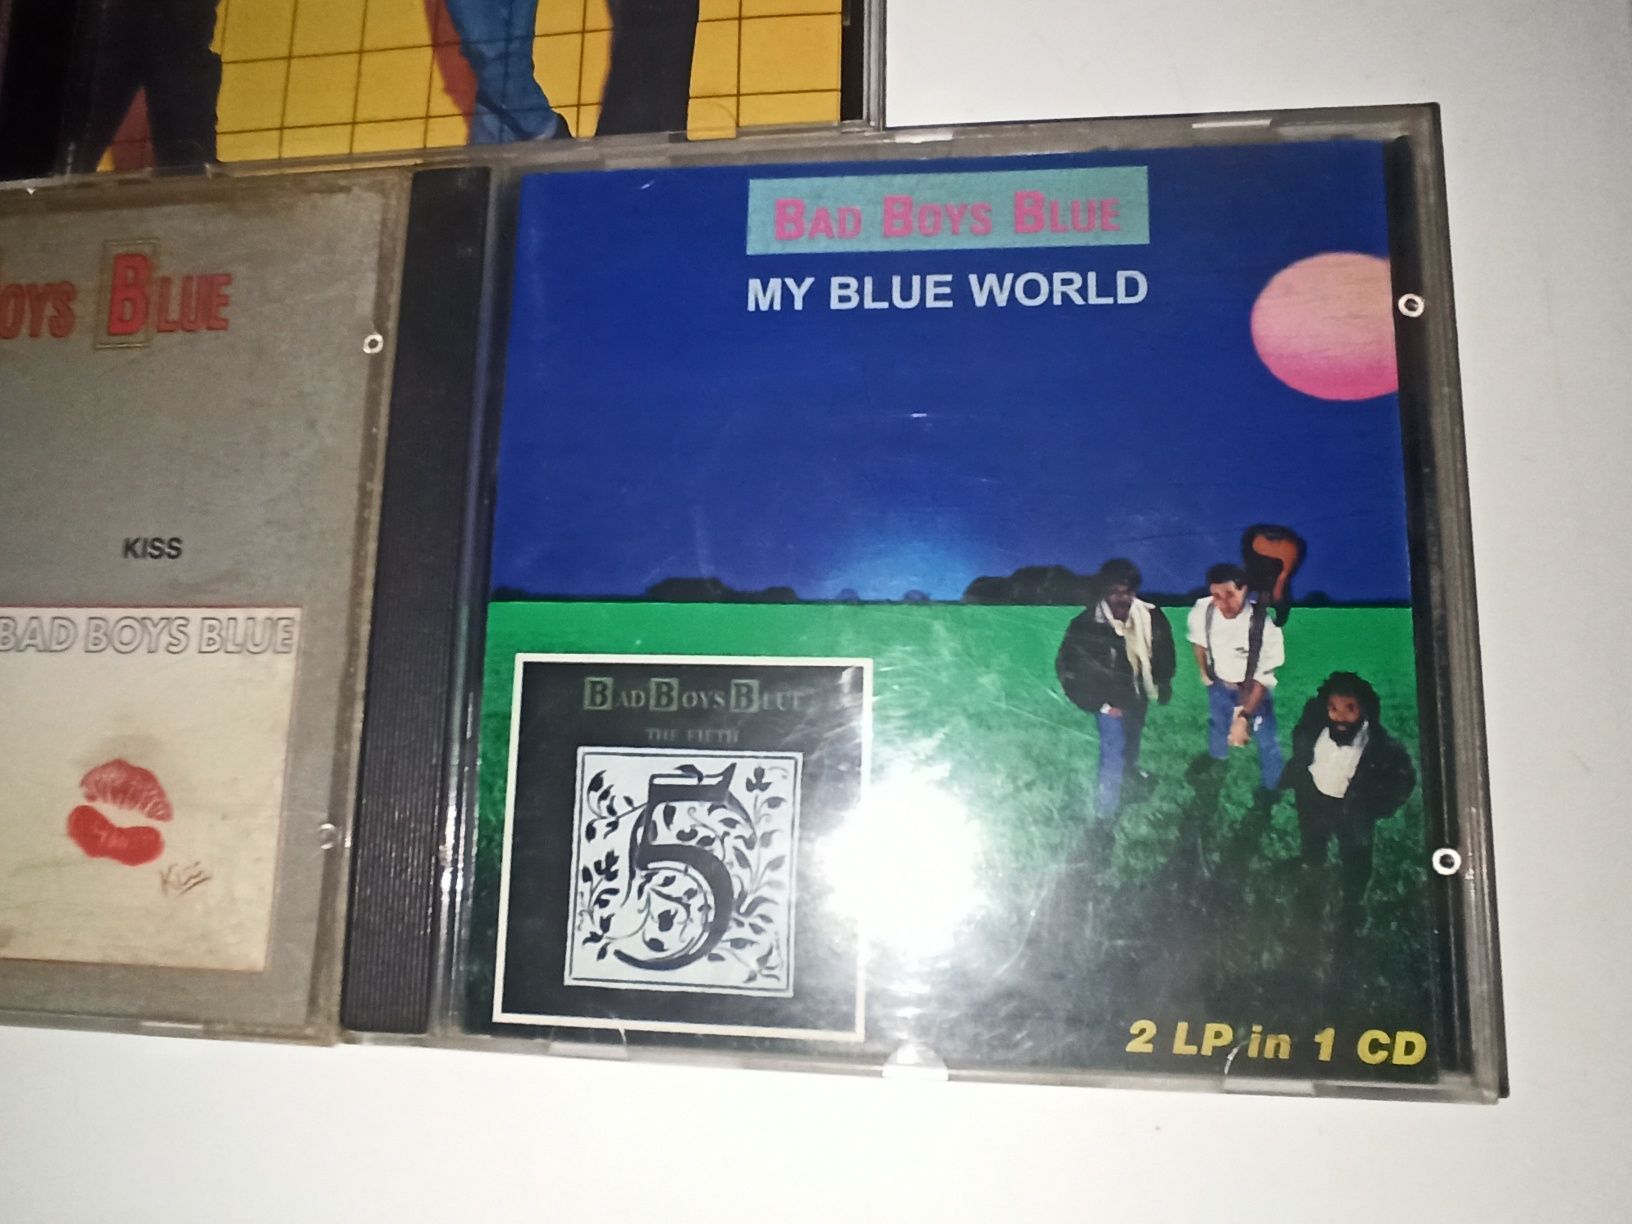 OYS BLUE
KISS
BAD BOYS BLUE
Kiss
BAD BOYS BLUE
MY BLUE WORLD
BAD BOYS BLUE
THE FIFTH
5
2 LP in 1 CD